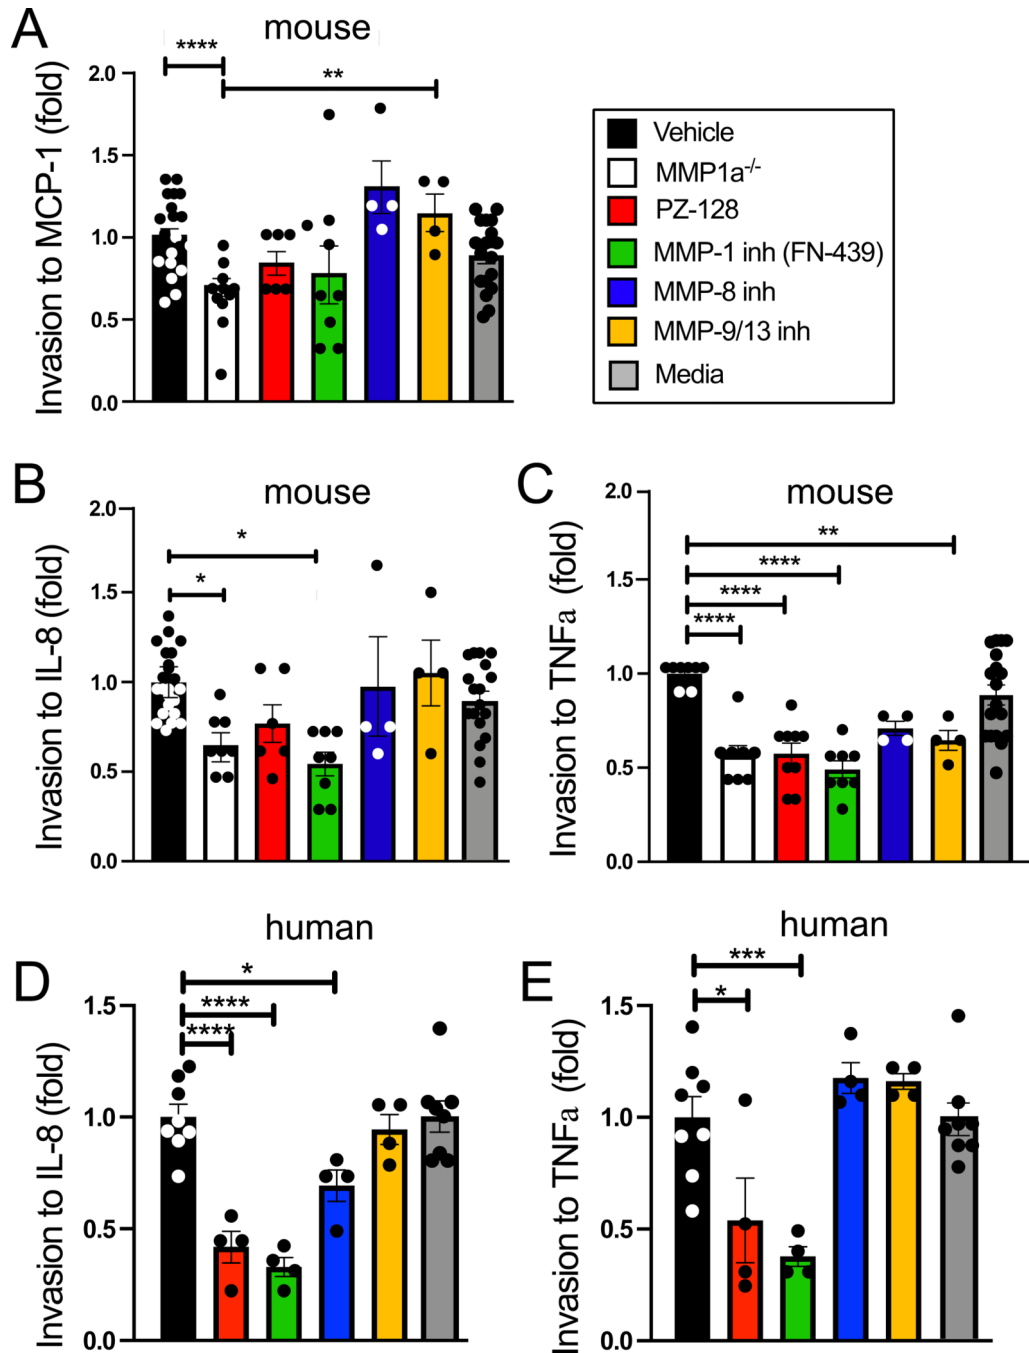 A
mouse
****
**
2.0
1.5
1.0
0.5
0.0
Invasion to MCP-1 (fold)
Vehicle
MMP1a-/-
PZ-128
MMP-1 inh (FN-439)
MMP-8 inh
MMP-9/13 inh
Media
B
mouse
*
*
2.0
1.5
1.0
0.5
0.0
Invasion to IL-8 (fold)
C
mouse
**
****
****
****
2.0
1.5
1.0
0.5
0.0
Invasion to TNFa (fold)
D
human
*
****
****
1.5
1.0
0.5
0.0
Invasion to IL-8 (fold)
E
human
***
*
1.5
1.0
0.5
0.0
Invasion to TNFa (fold)